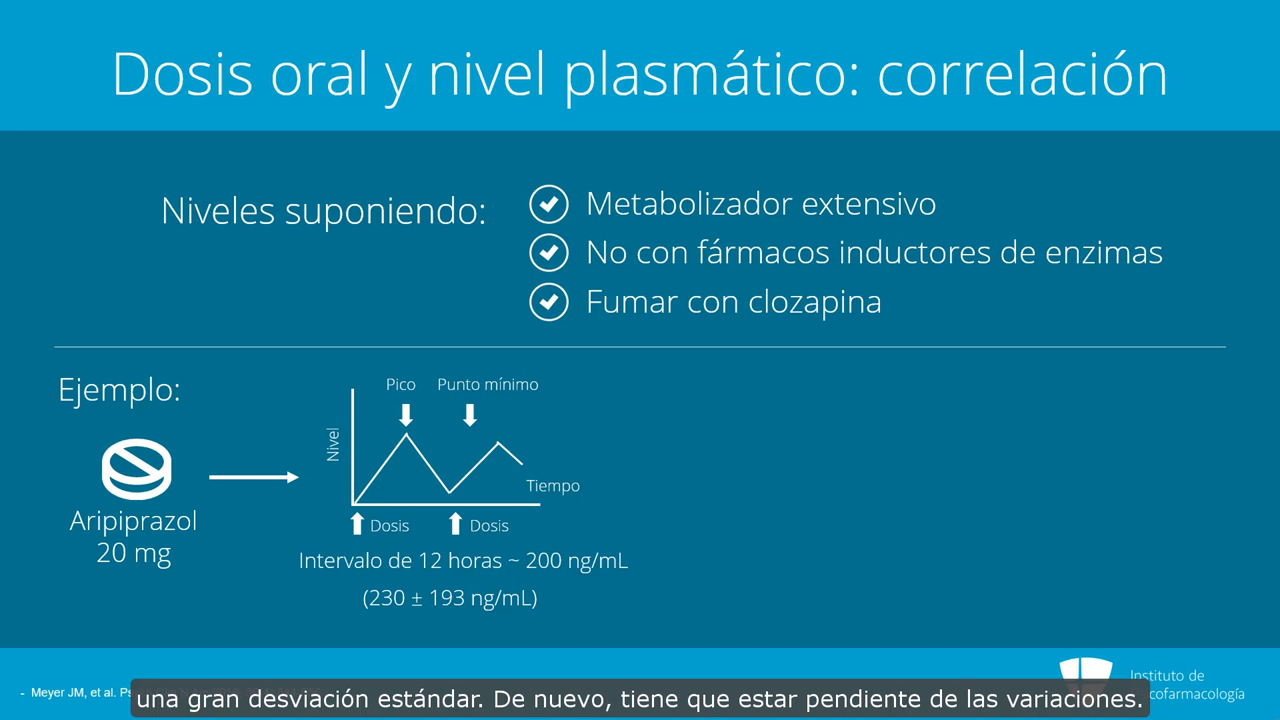 Dosis oral y nivel plasmático: correlación
Niveles suponiendo:
Metabolizador extensivo
No con fármacos inductores de enzimas
Fumar con clozapina
Ejemplo:
Aripiprazol
20 mg
Pico
Punto mínimo
Nivel
Tiempo
Dosis
Dosis
Intervalo de 12 horas ~ 200 ng/mL
(230 ± 193 ng/mL)
- Meyer JM, et al.
Instituto de
una gran desviación estándar. De nuevo, tiene que estar pendiente de las variaciones.